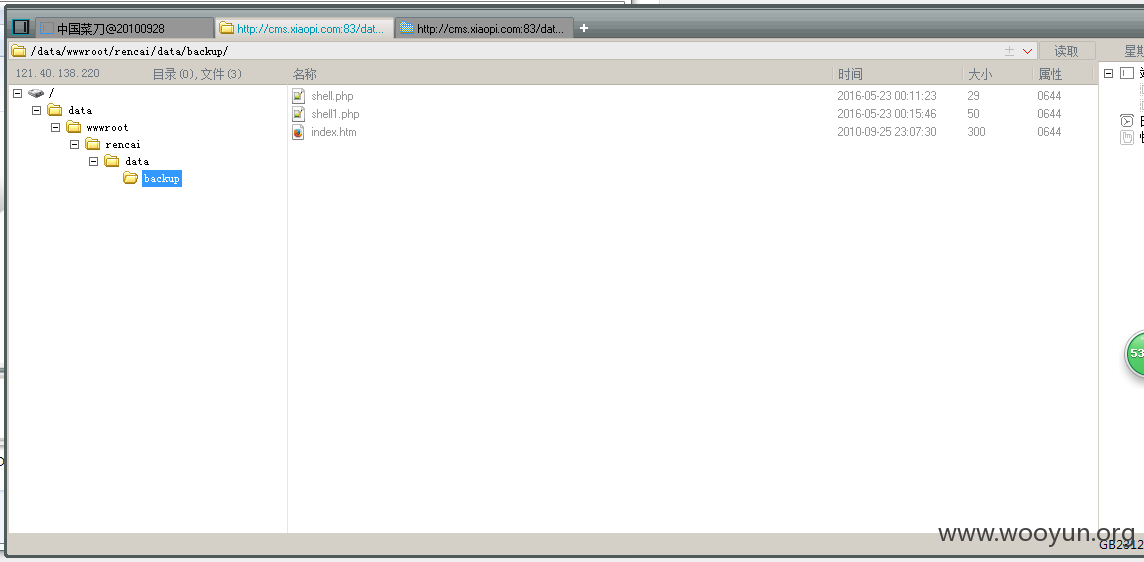 中国菜刀@20100928
http://cms.xiaopi.com:83/dat...
http://cms.xiaopi.com:83/dat...
/data/wwwroot/rencai/data/backup/
读取
星期
121.40.138.220
目录(0),文件(3)
名称 时间 大小 属性
/
data
wwwroot
rencai
data
backup
shell.php 2016-05-23 00:11:23 29 0644
shell1.php 2016-05-23 00:15:46 50 0644
index.htm 2010-09-25 23:07:30 300 0644
53
www.wooyun.org
GB2312